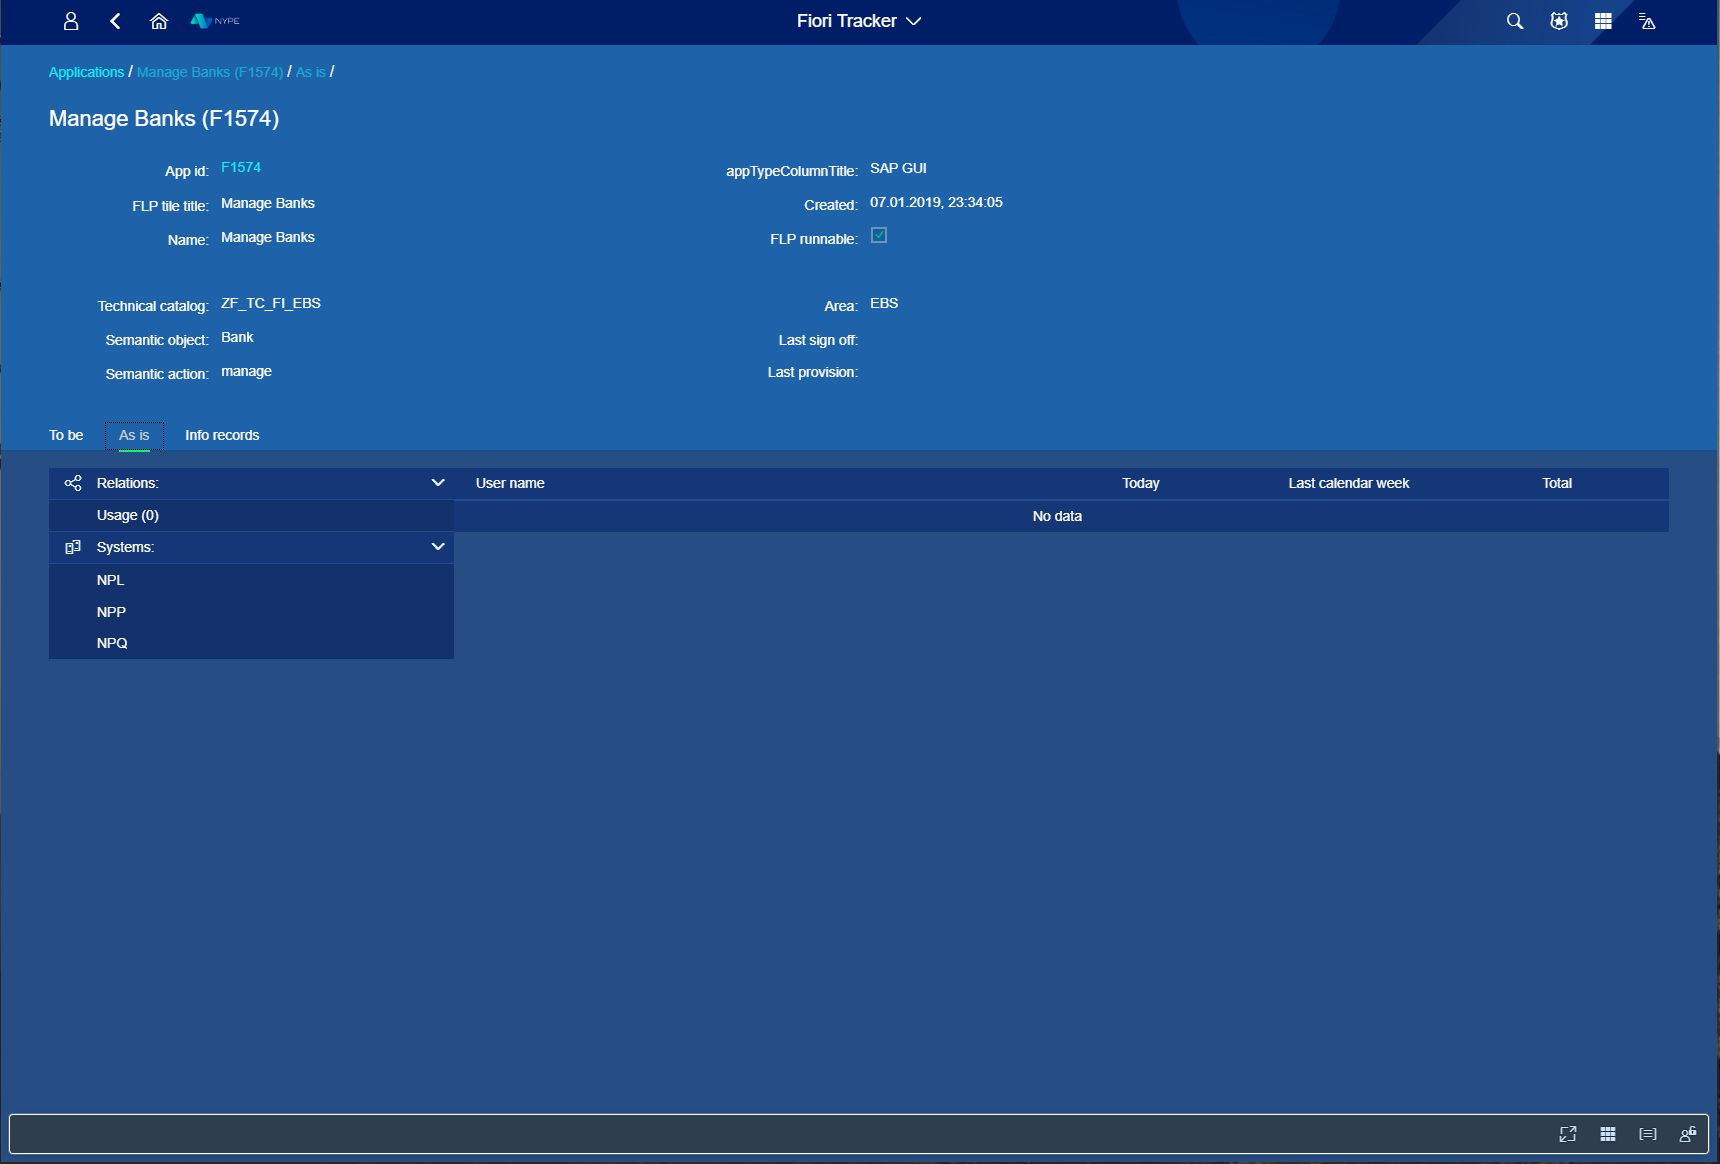 NYPE
Fiori Tracker
Applications / Manage Banks (F1574) / As is /
Manage Banks (F1574)
App id: F1574
appTypeColumnTitle: SAP GUI
FLP tile title: Manage Banks
Created: 07.01.2019, 23:34:05
Name: Manage Banks
FLP runnable:
Technical catalog: ZF_TC_FI_EBS
Area: EBS
Semantic object: Bank
Last sign off:
Semantic action: manage
Last provision:
To be As is Info records
Relations:
User name Today Last calendar week Total
Usage (0)
No data
Systems:
NPL
NPP
NPQ